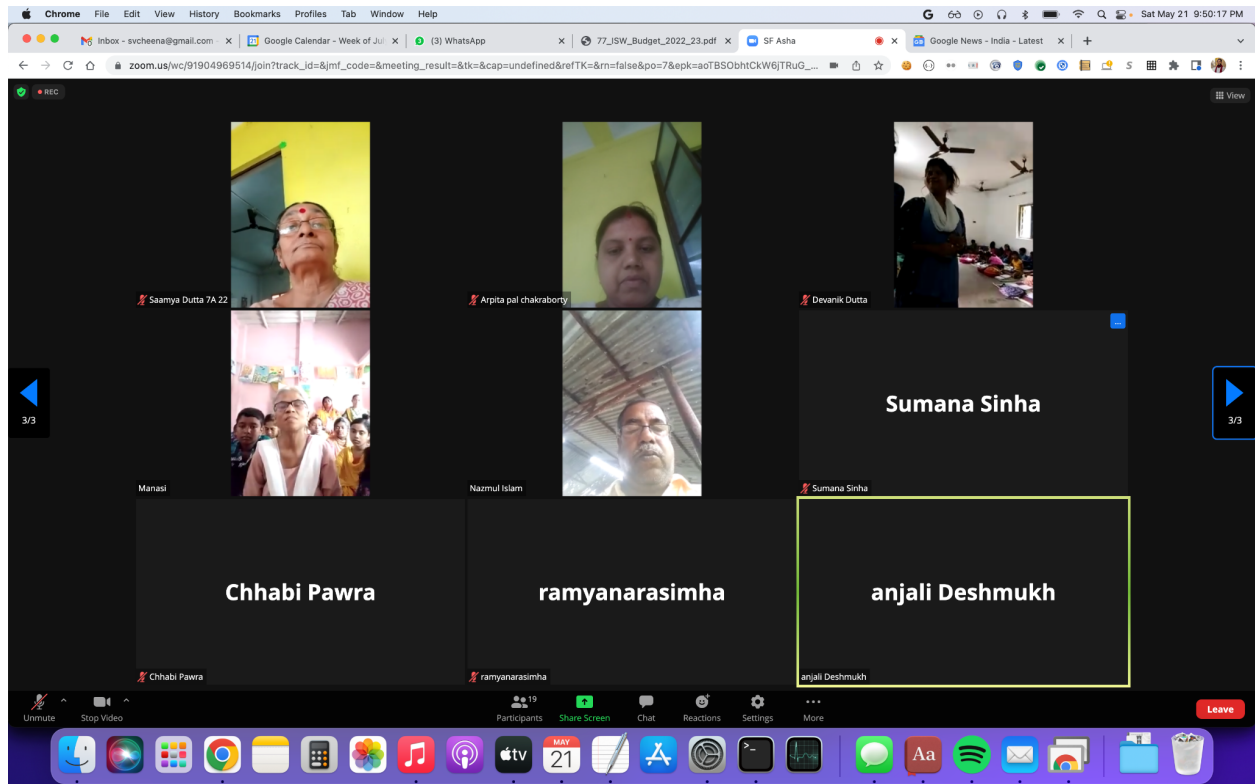 Chrome File Edit View History Bookmarks Profiles Tab Window Help
G Sat May 21 9:50:17 PM
Inbox - svcheena@gmail.com - × Google Calendar - Week of Jul × (3) WhatsApp × 77_ISW_Budget_2022_23.pdf × SF Asha × Google News - India - Latest × +
zoom.us/wc/91904969514/join?track_id=&jmf_code=&meeting_result=&tk=&cap=undefined&refTK=&rn=false&po=7&epk=aoTBSObhtCkW6jTRuG_...
REC
View
Saamya Dutta 7A 22
Arpita pal chakraborty
Devanik Dutta
Manasi
Nazmul Islam
Sumana Sinha
Sumana Sinha
3/3
3/3
Chhabi Pawra
ramyanarasimha
anjali Deshmukh
Chhabi Pawra
ramyanarasimha
anjali Deshmukh
Unmute Stop Video
19
Participants Share Screen Chat Reactions Settings More
Leave
tv
MAY
21
Aa